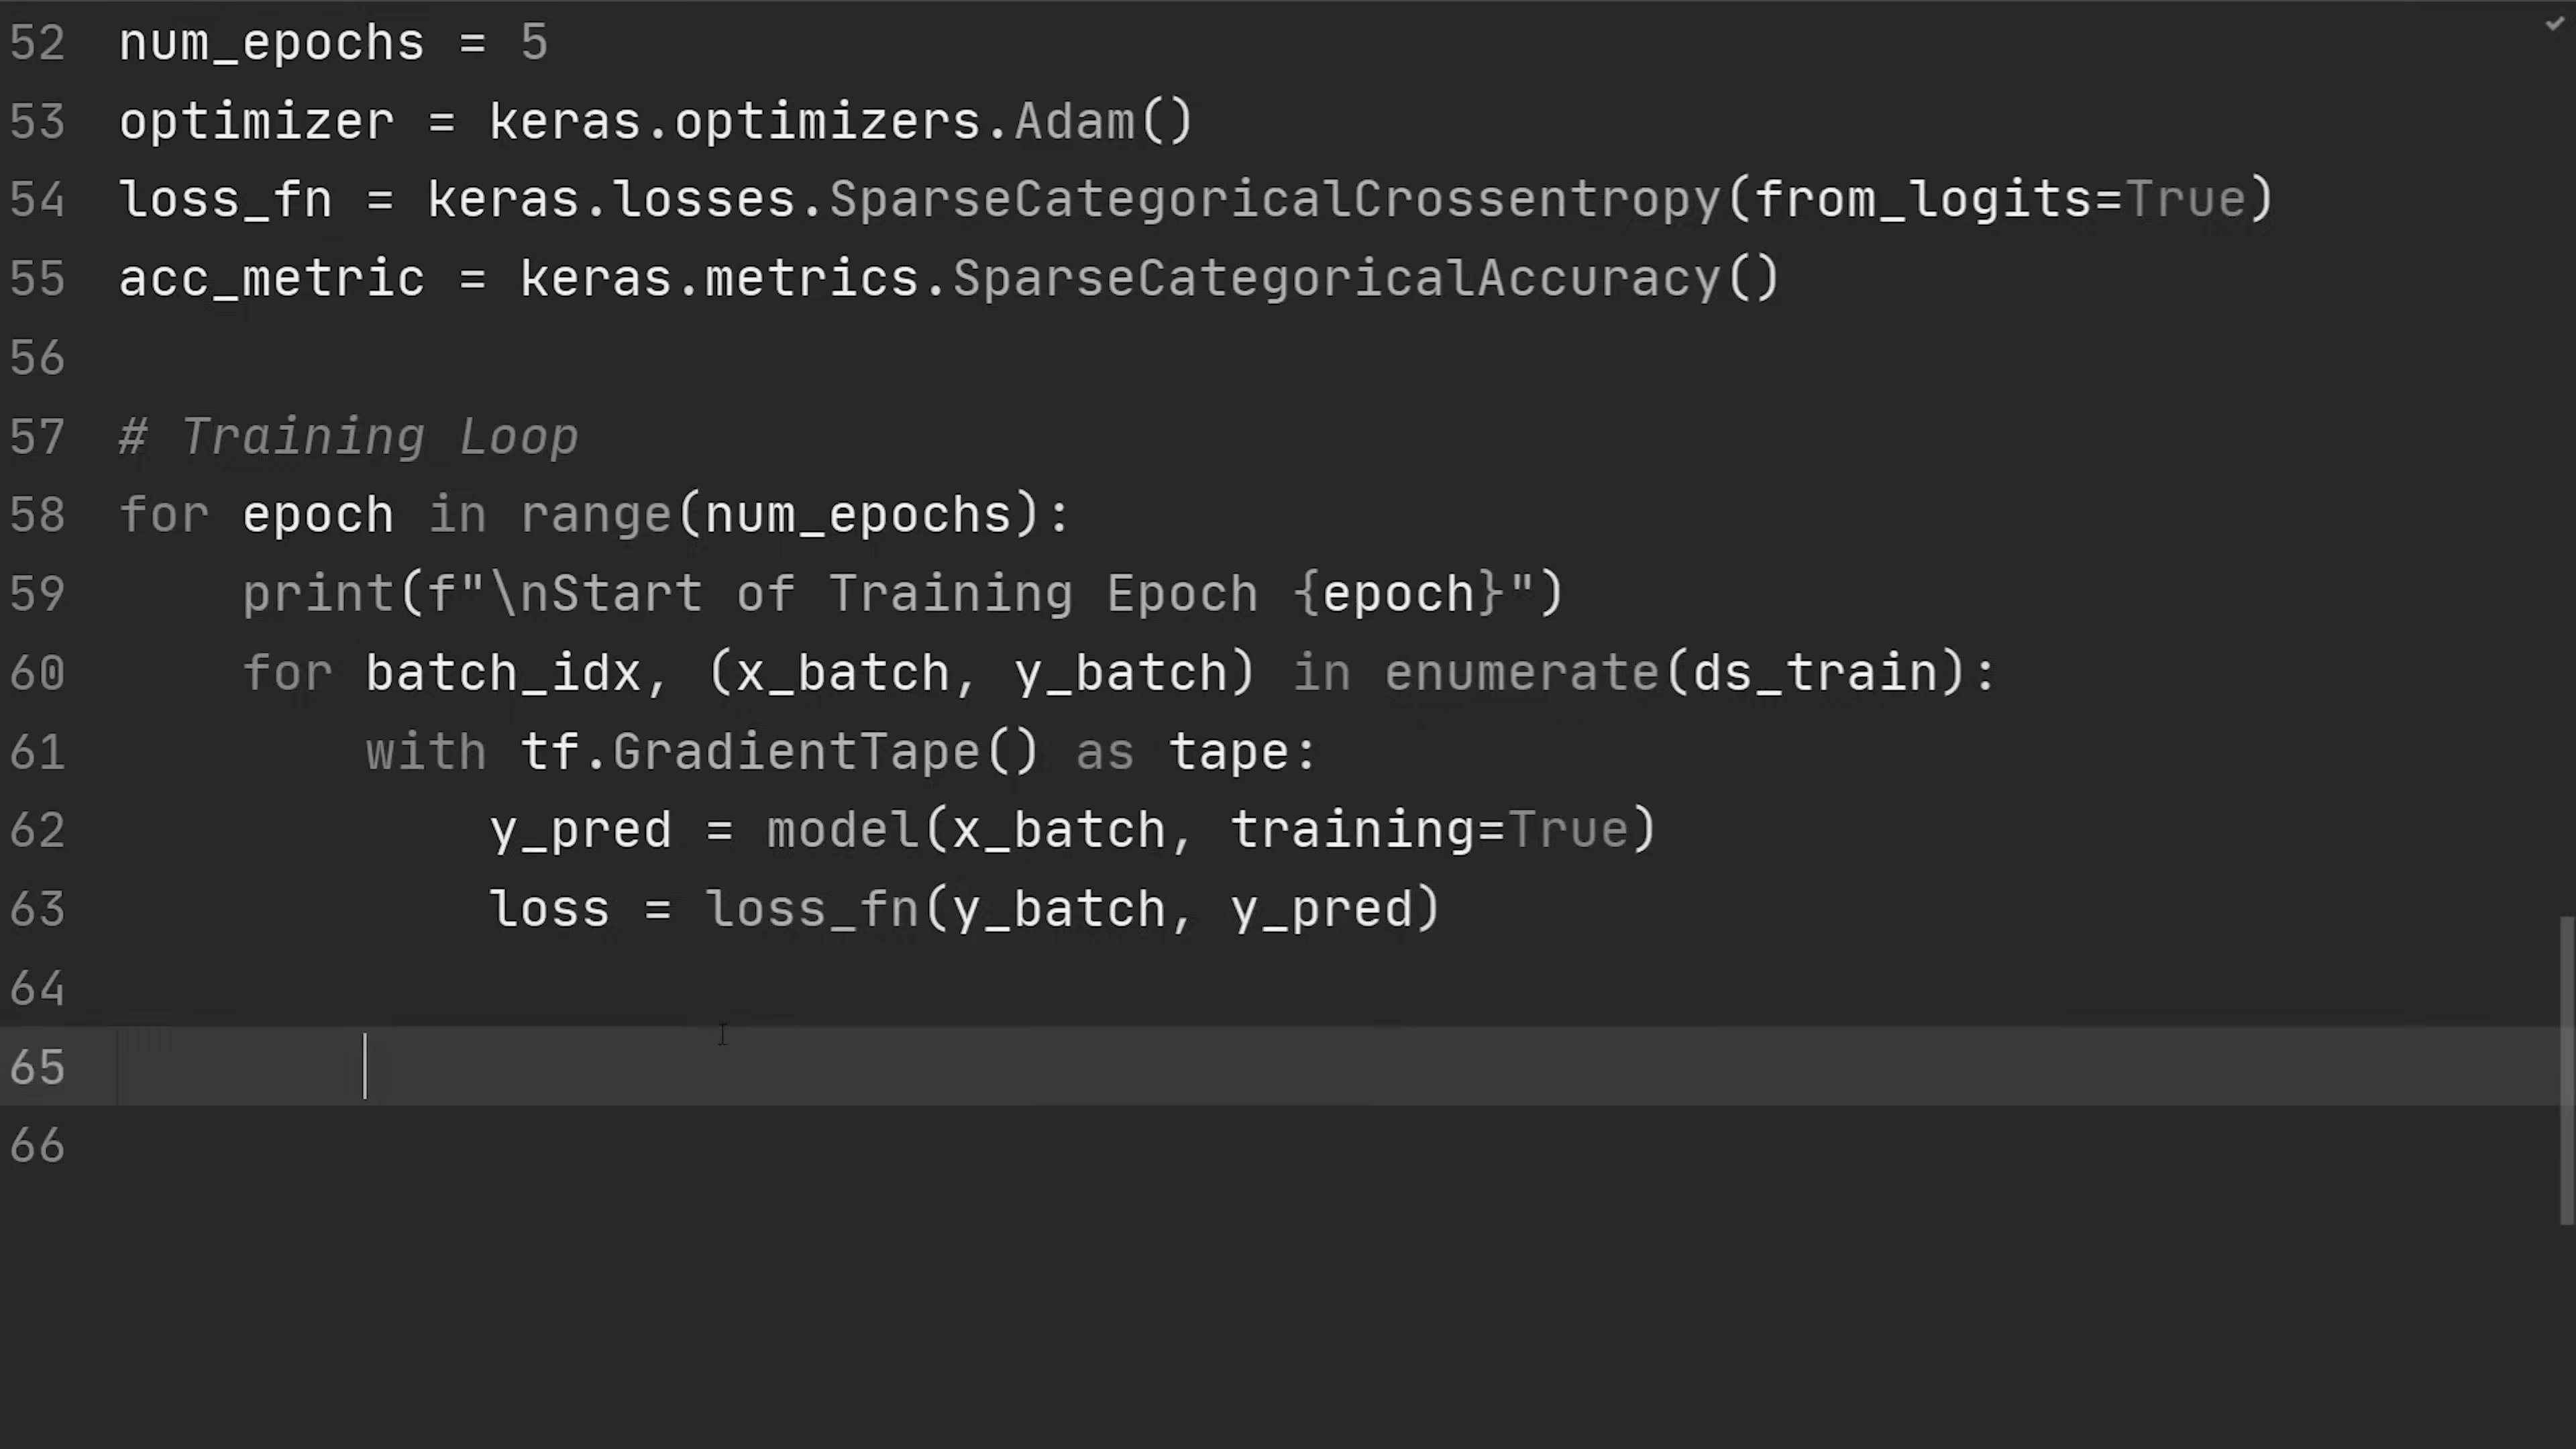 52 num_epochs = 5
53 optimizer = keras.optimizers.Adam()
54 loss_fn = keras.losses.SparseCategoricalCrossentropy(from_logits=True)
55 acc_metric = keras.metrics.SparseCategoricalAccuracy()
56
57 # Training Loop
58 for epoch in range(num_epochs):
59     print(f"\nStart of Training Epoch {epoch}")
60     for batch_idx, (x_batch, y_batch) in enumerate(ds_train):
61         with tf.GradientTape() as tape:
62             y_pred = model(x_batch, training=True)
63             loss = loss_fn(y_batch, y_pred)
64
65
66